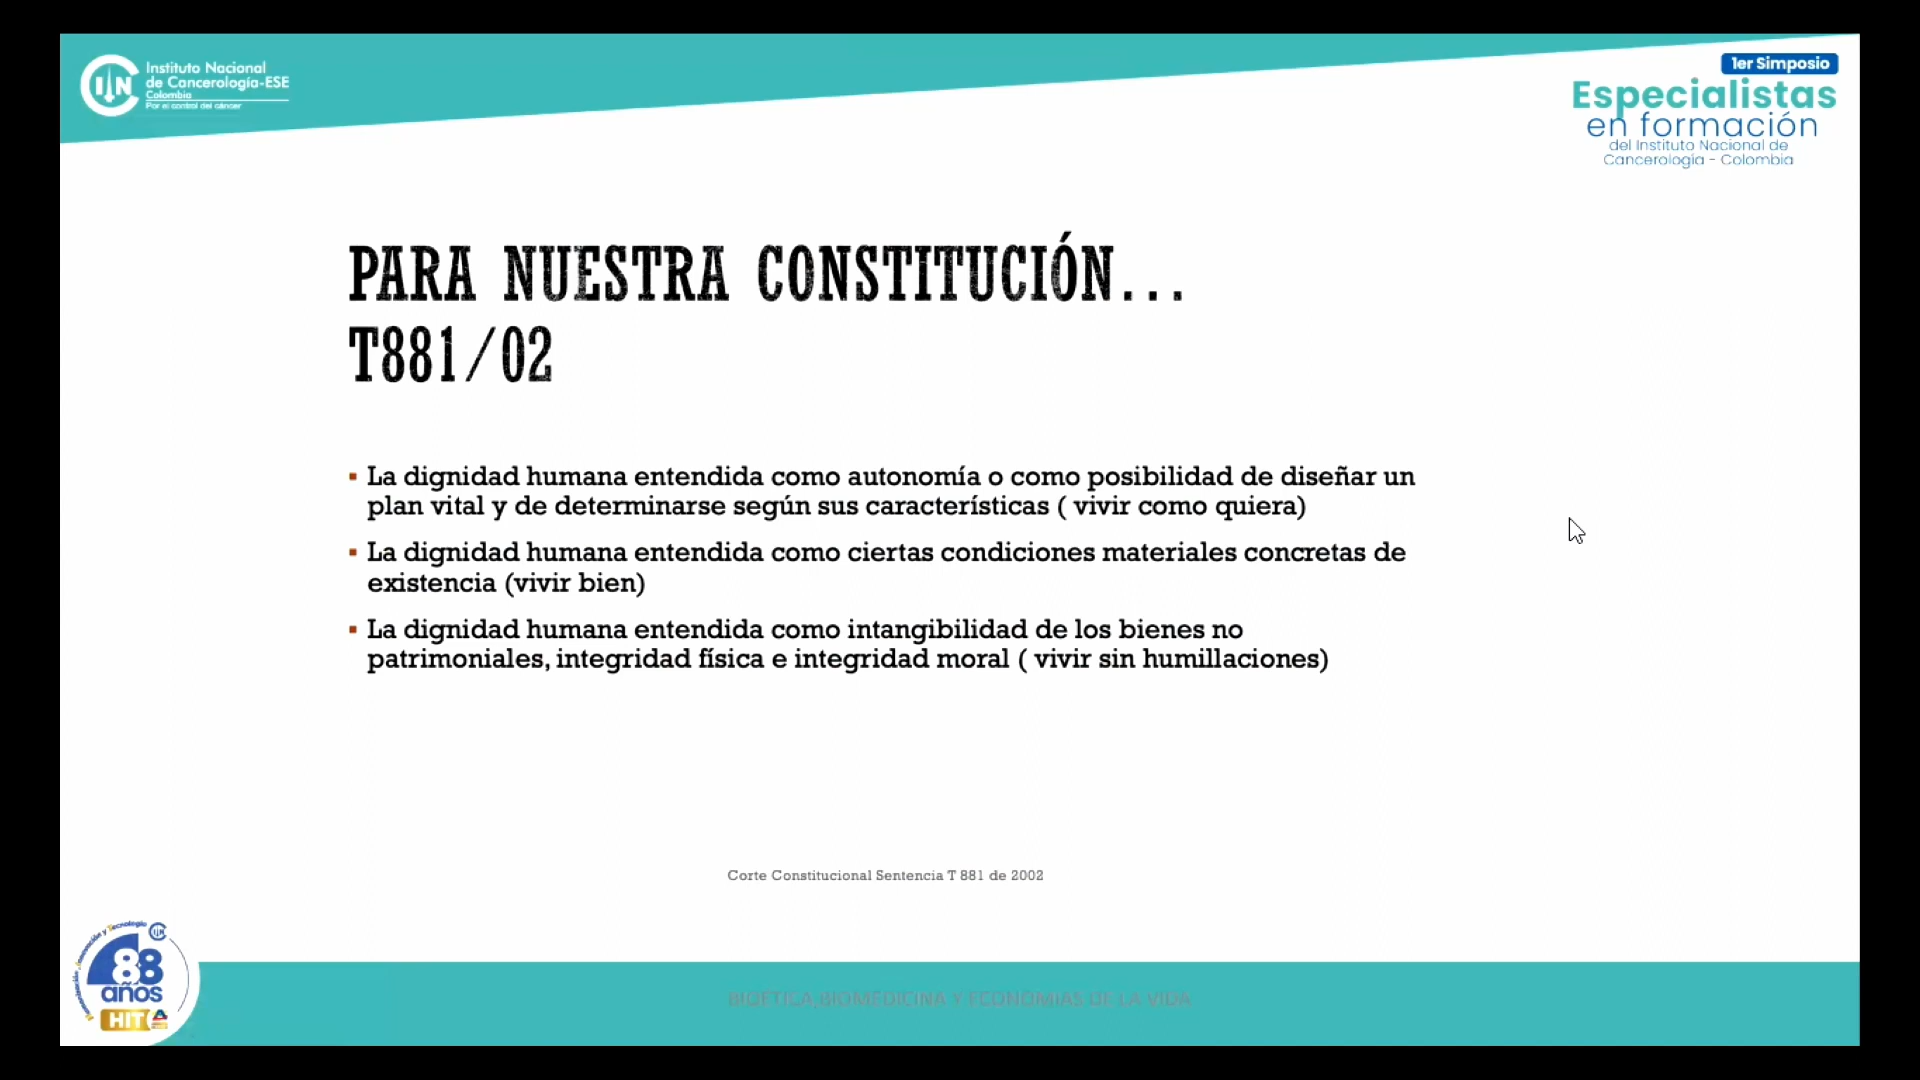 Instituto Nacional
de Cancerología-ESE
Colombia
Por el control del cáncer
1er Simposio
Especialistas
en formación
del Instituto Nacional de
Cancerología - Colombia
PARA NUESTRA CONSTITUCIÓN...
T881/02
▪ La dignidad humana entendida como autonomía o como posibilidad de diseñar un
plan vital y de determinarse según sus características ( vivir como quiera)
▪ La dignidad humana entendida como ciertas condiciones materiales concretas de
existencia (vivir bien)
▪ La dignidad humana entendida como intangibilidad de los bienes no
patrimoniales, integridad física e integridad moral ( vivir sin humillaciones)
Corte Constitucional Sentencia T 881 de 2002
88
años
HIT
BIOÉTICA,BIOMEDICINA Y ECONOMIAS DE LA VIDA